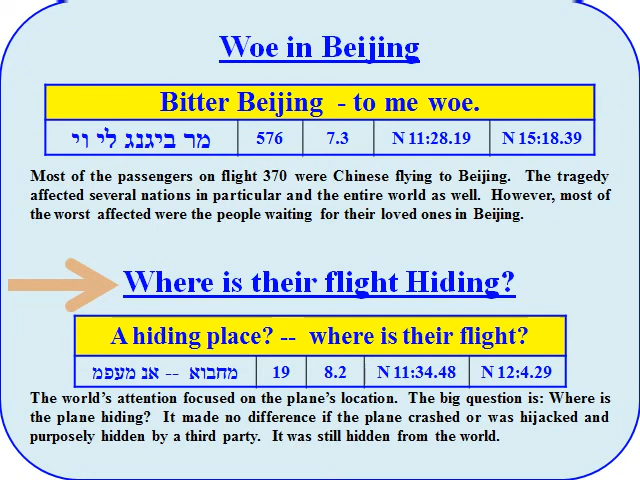 Woe in Beijing
Bitter Beijing - to me woe.
מר ביגנג לי וי 576 7.3 N 11:28.19 N 15:18.39
Most of the passengers on flight 370 were Chinese flying to Beijing. The tragedy
affected several nations in particular and the entire world as well. However, most of
the worst affected were the people waiting for their loved ones in Beijing.
Where is their flight Hiding?
A hiding place? -- where is their flight?
מחבוא -- אנ מעפמ 19 8.2 N 11:34.48 N 12:4.29
The world's attention focused on the plane's location. The big question is: Where is
the plane hiding? It made no difference if the plane crashed or was hijacked and
purposely hidden by a third party. It was still hidden from the world.